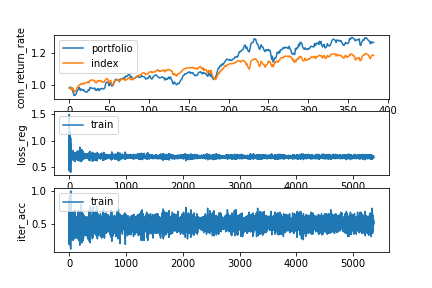 com_return_rate
1.2
1.0
portfolio
index
0 50 100 150 200 250 300 350 400
loss_reg
1.5
1.0
0.5
train
0 1000 2000 3000 4000 5000
iter_acc
1.0
0.5
train
0 1000 2000 3000 4000 5000